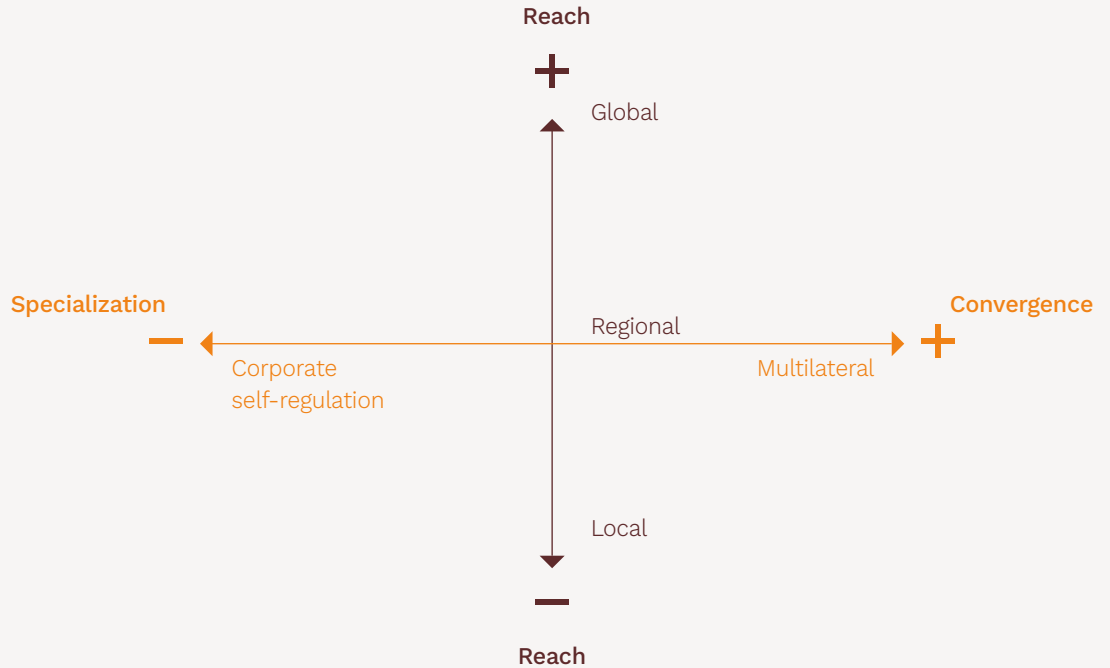 Reach
Global
Specialization
Convergence
Regional
Corporate
self-regulation
Multilateral
Local
Reach